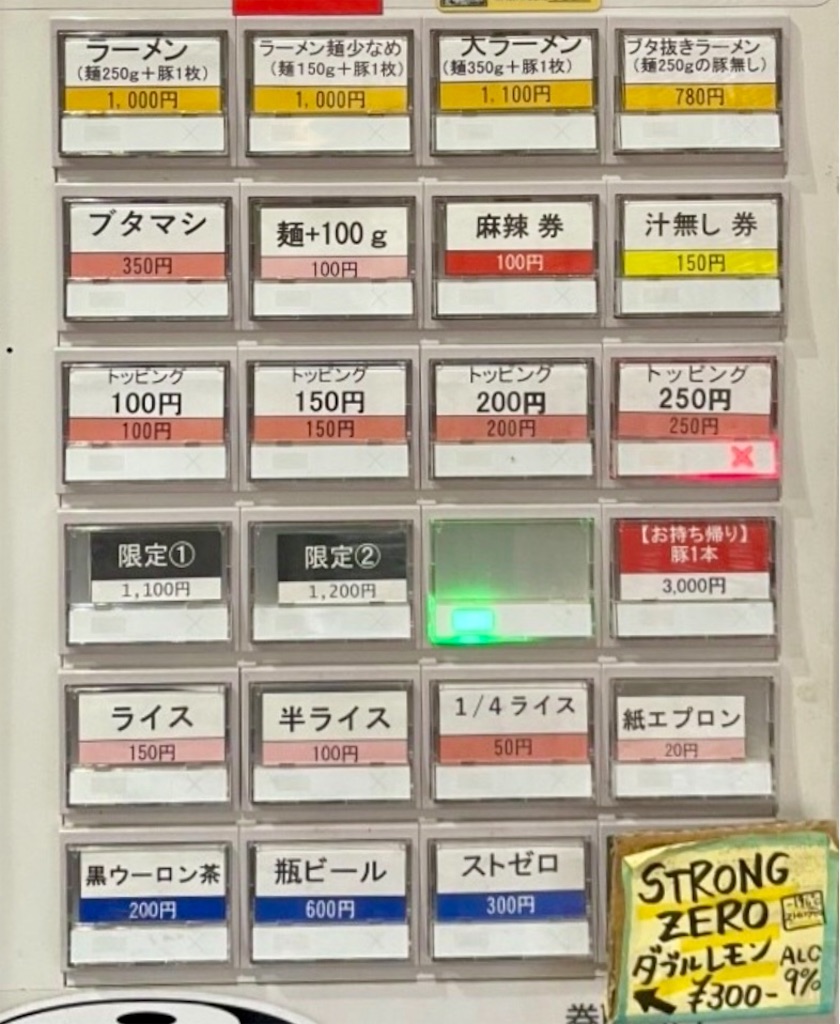 ラーメン
（麺250g＋豚1枚）
1,000円
ラーメン麺少なめ
（麺150g＋豚1枚）
1,000円
大ラーメン
（麺350g＋豚1枚）
1,100円
ブタ抜きラーメン
（麺250gの豚無し）
780円
ブタマシ
350円
麺+100g
100円
麻辣 券
100円
汁無し 券
150円
トッピング
100円
100円
トッピング
150円
150円
トッピング
200円
200円
トッピング
250円
250円
限定①
1,100円
限定②
1,200円
【お持ち帰り】
豚1本
3,000円
ライス
150円
半ライス
100円
1/4ライス
50円
紙エプロン
20円
黒ウーロン茶
200円
瓶ビール
600円
ストゼロ
300円
STRONG
ZERO
-196℃
ダブルレモン
ALC
9%
¥300-
券